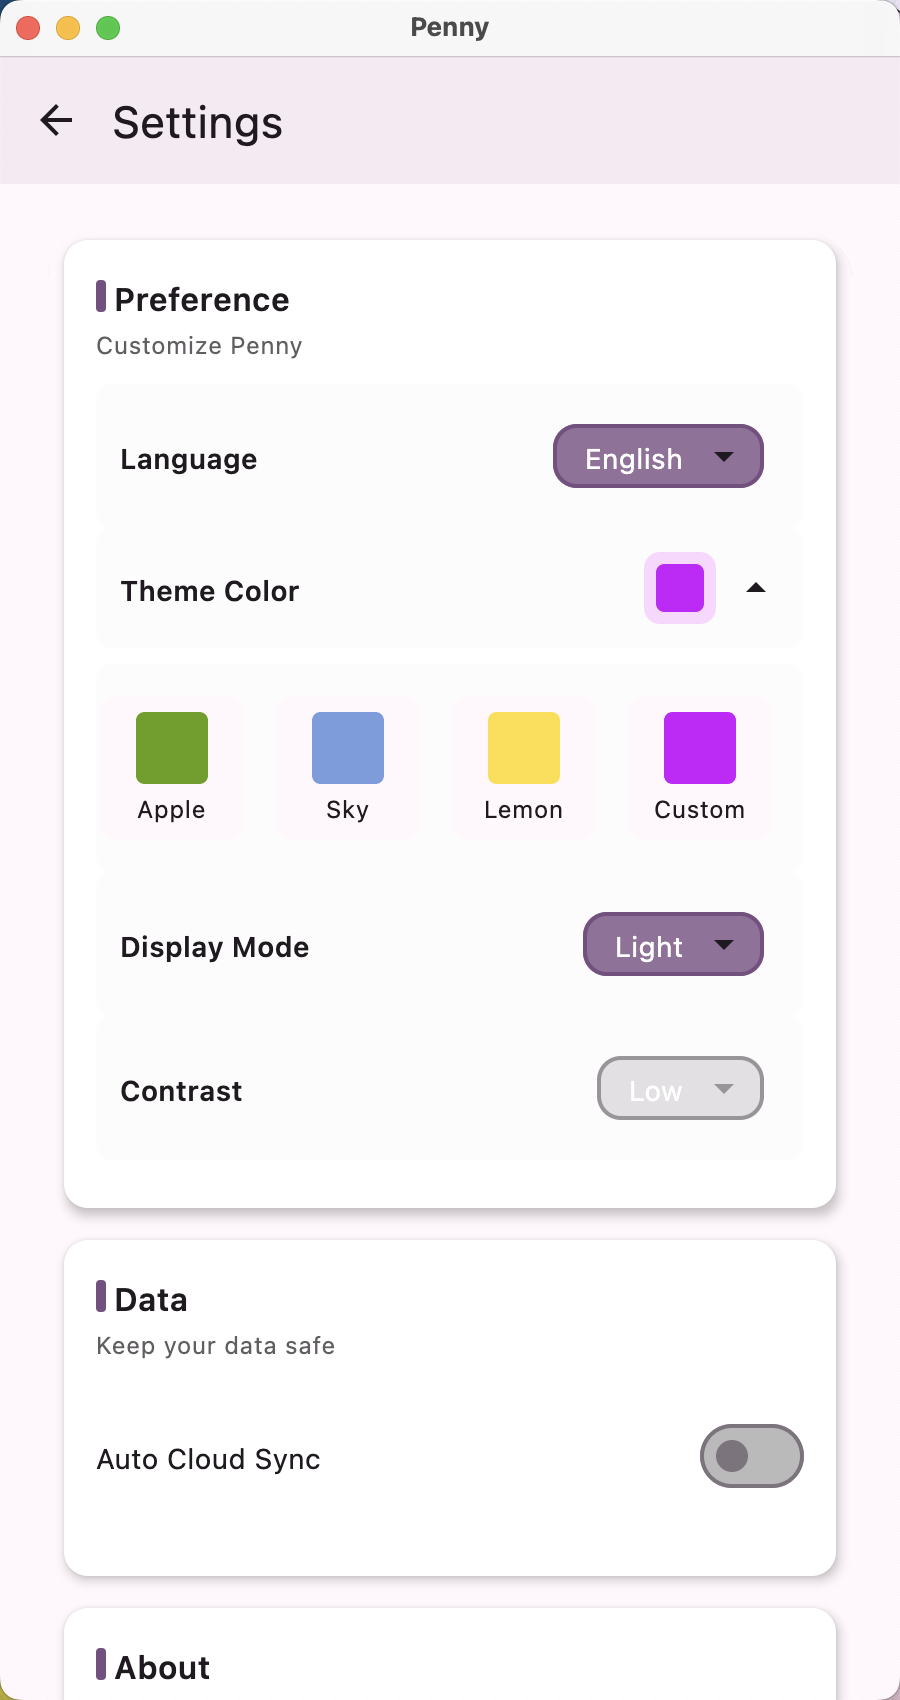 Penny
Settings
Preference
Customize Penny
Language
English
Theme Color
Apple
Sky
Lemon
Custom
Display Mode
Light
Contrast
Low
Data
Keep your data safe
Auto Cloud Sync
About